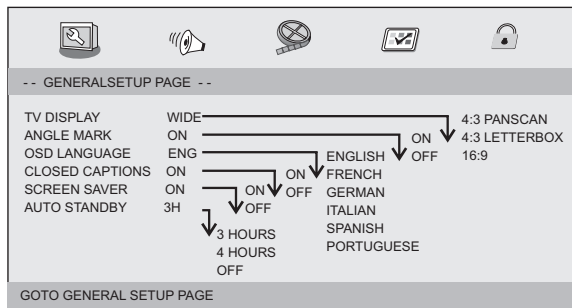 - - GENERALSETUP PAGE - -
TV DISPLAY WIDE 4:3 PANSCAN
ANGLE MARK ON ON 4:3 LETTERBOX
OSD LANGUAGE ENG ENGLISH OFF 16:9
CLOSED CAPTIONS ON ON FRENCH
SCREEN SAVER ON ON OFF GERMAN
AUTO STANDBY 3H OFF ITALIAN
3 HOURS SPANISH
4 HOURS PORTUGUESE
OFF
GOTO GENERAL SETUP PAGE